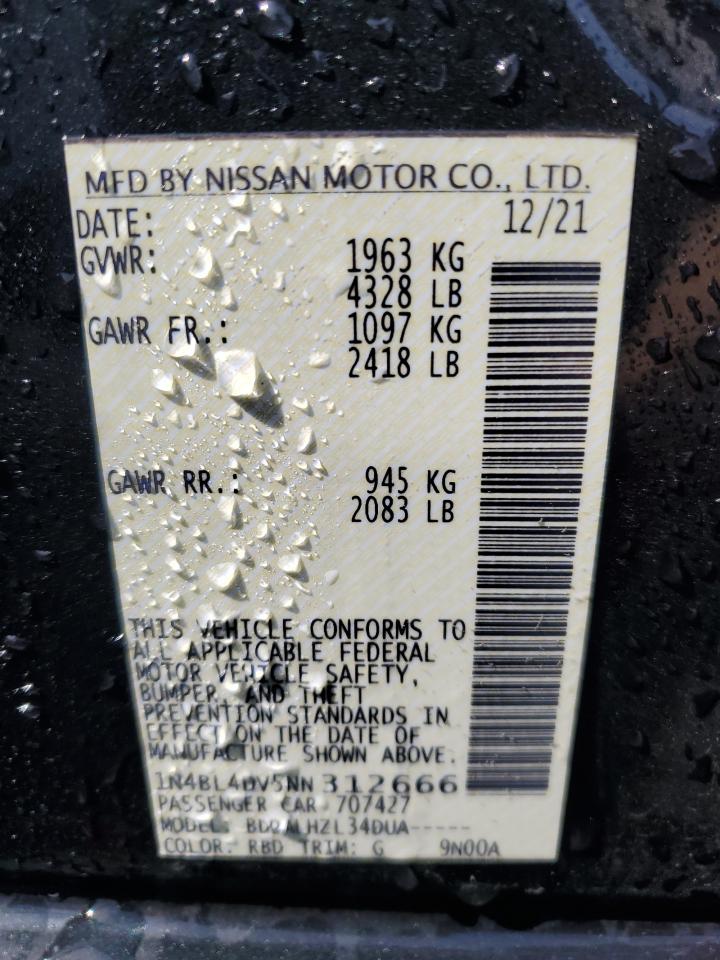 MFD BY NISSAN MOTOR CO., LTD.
DATE: 12/21
GVWR: 1963 KG
4328 LB
GAWR FR.: 1097 KG
2418 LB
GAWR RR.: 945 KG
2083 LB
THIS VEHICLE CONFORMS TO
ALL APPLICABLE FEDERAL
MOTOR VEHICLE SAFETY,
BUMPER, AND THEFT
PREVENTION STANDARDS IN
EFFECT ON THE DATE OF
MANUFACTURE SHOWN ABOVE.
1N4BL4DV5NN312666
PASSENGER CAR 707427
MODEL:
COLOR: RBD TRIM: G 9N00A